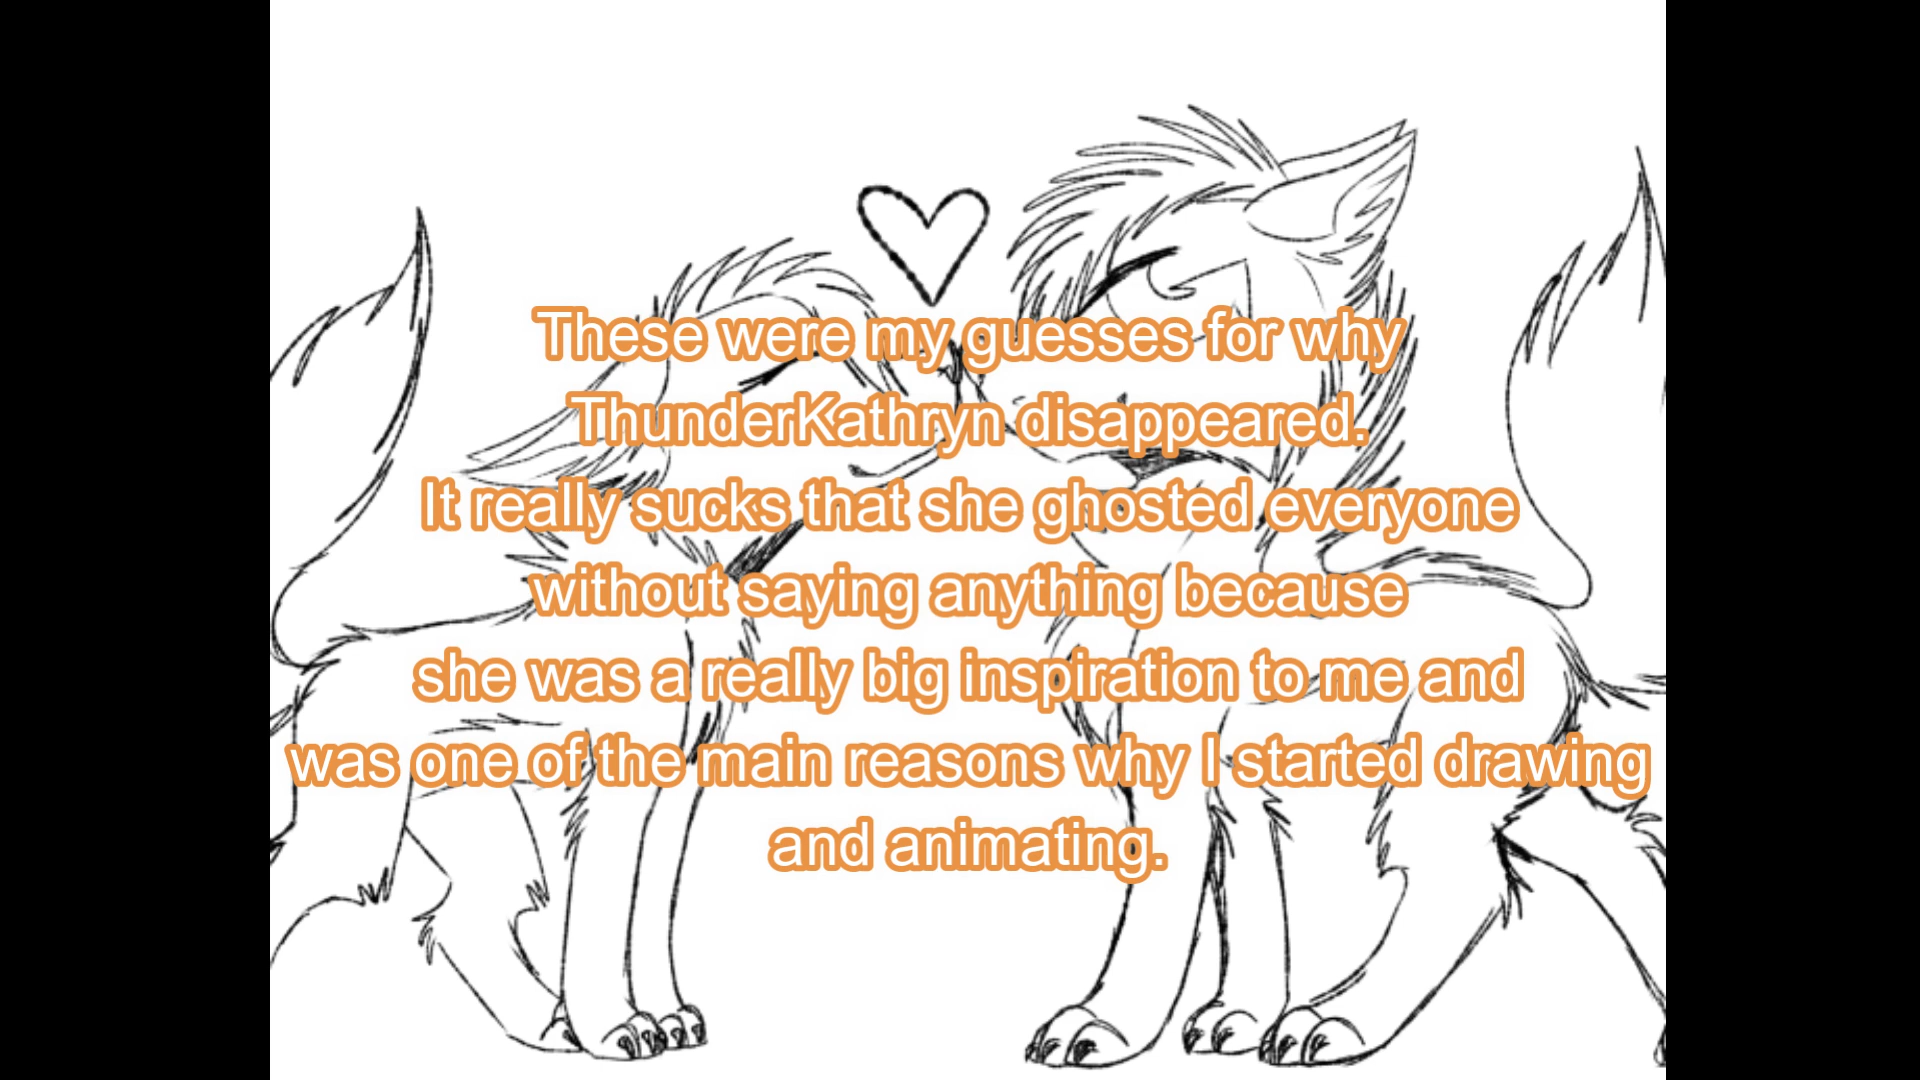 These were my guesses for why
ThunderKathryn disappeared.
It really sucks that she ghosted everyone
without saying anything because
she was a really big inspiration to me and
was one of the main reasons why I started drawing
and animating.